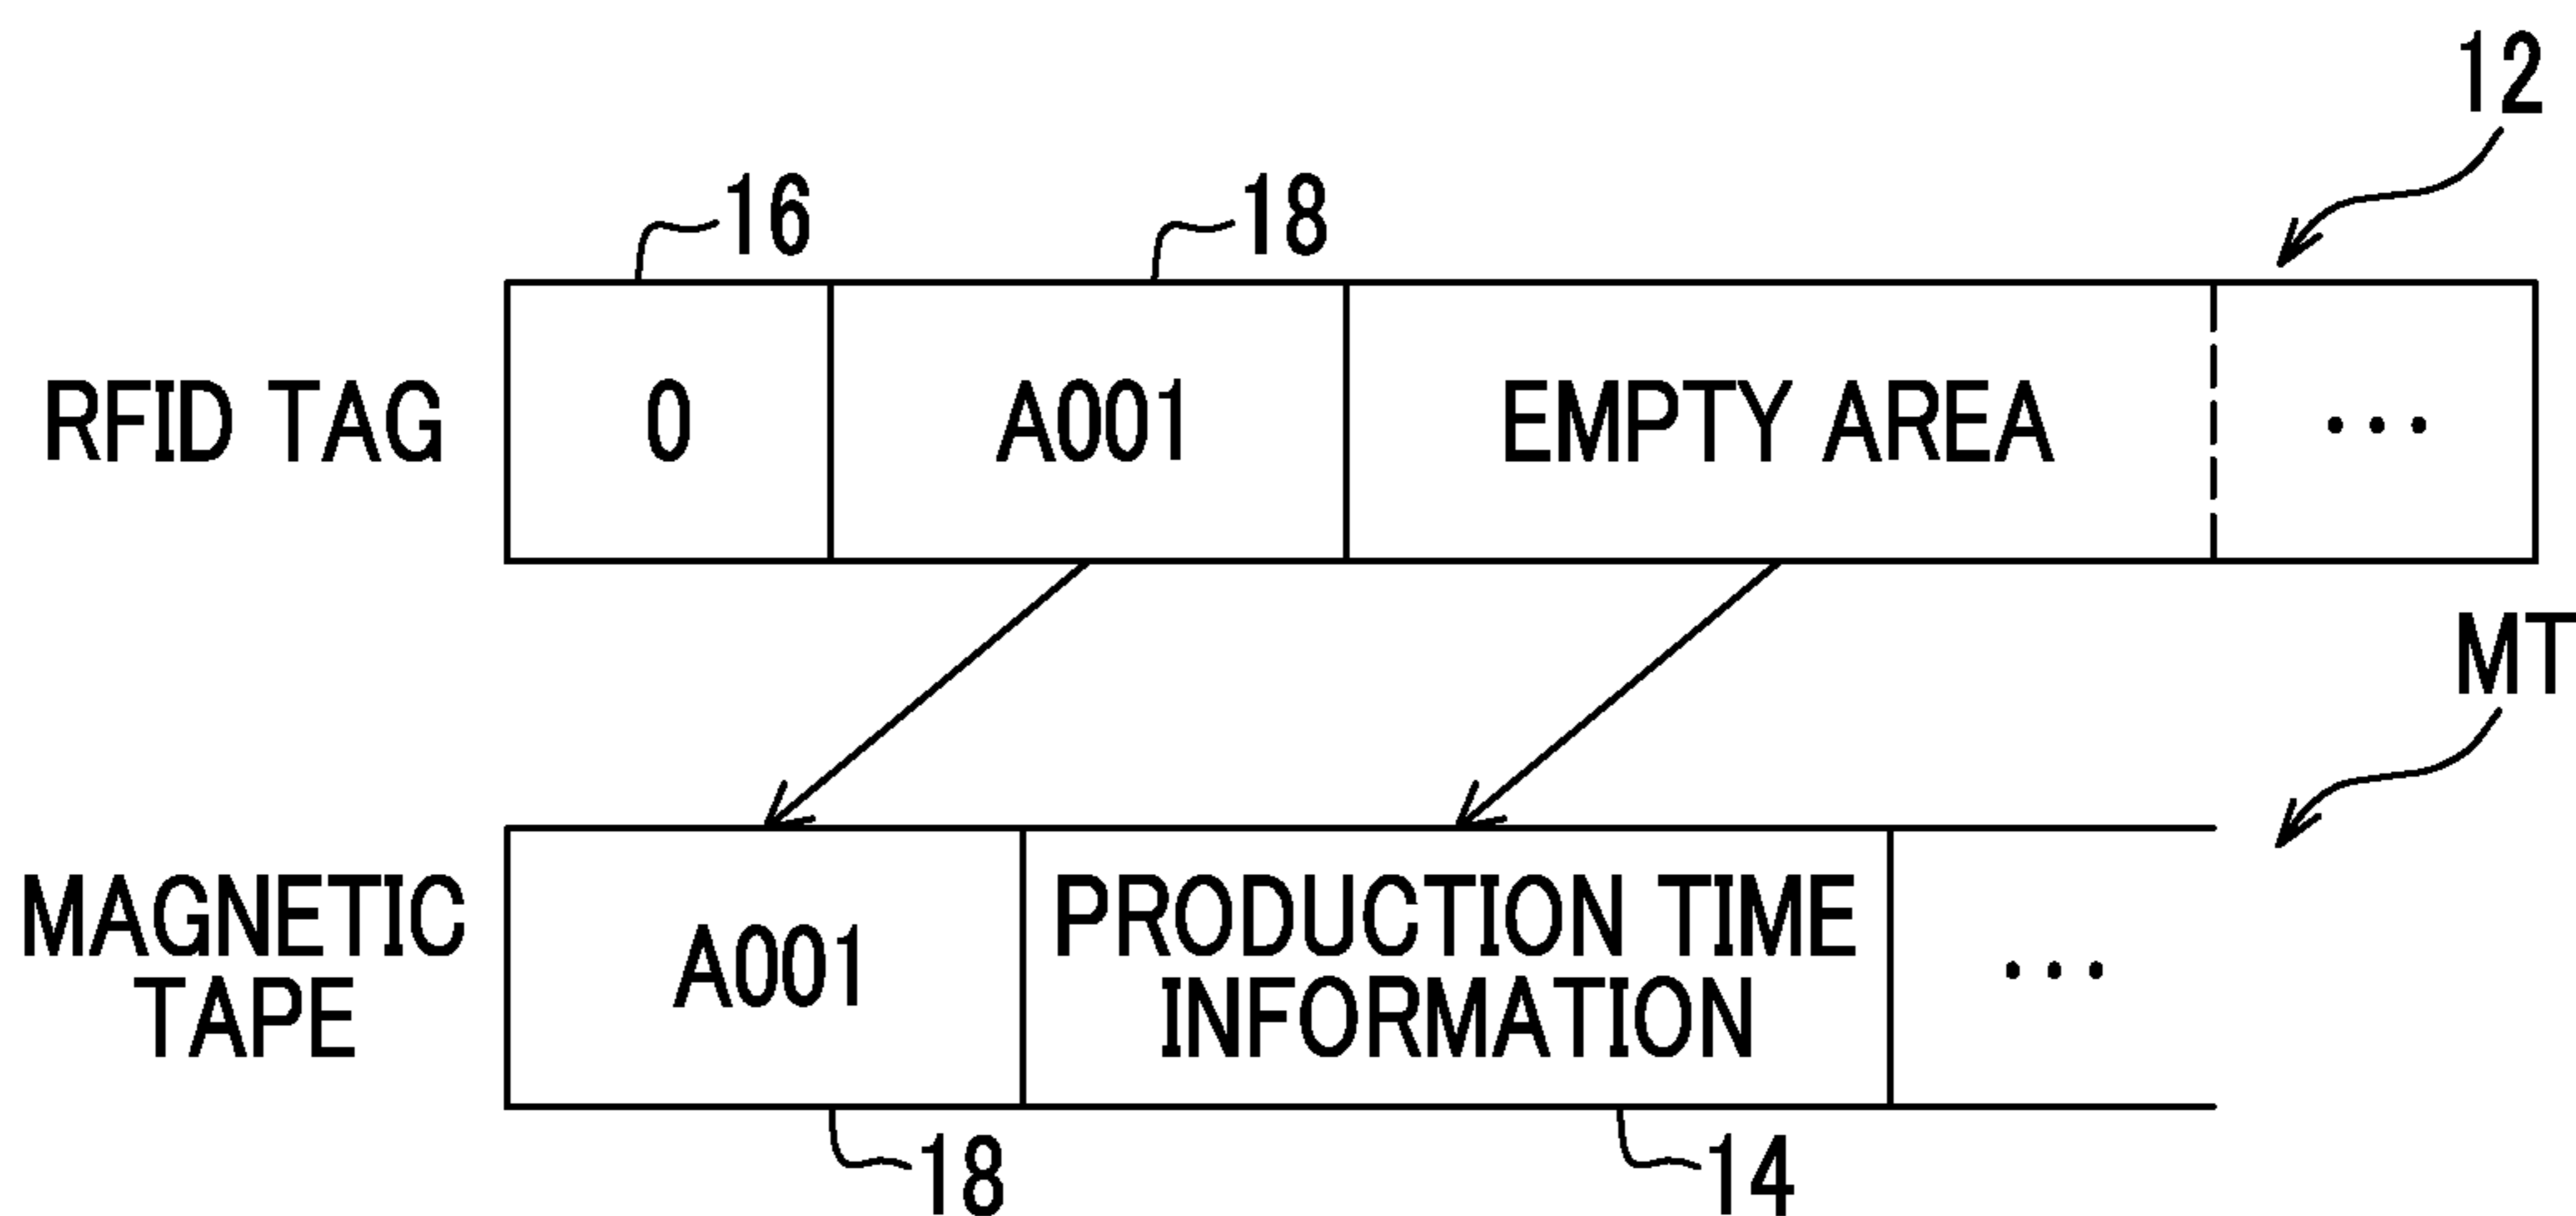 12
16
18
RFID TAG
0
A001
EMPTY AREA
...
MT
MAGNETIC
TAPE
A001
PRODUCTION TIME
INFORMATION
...
18
14